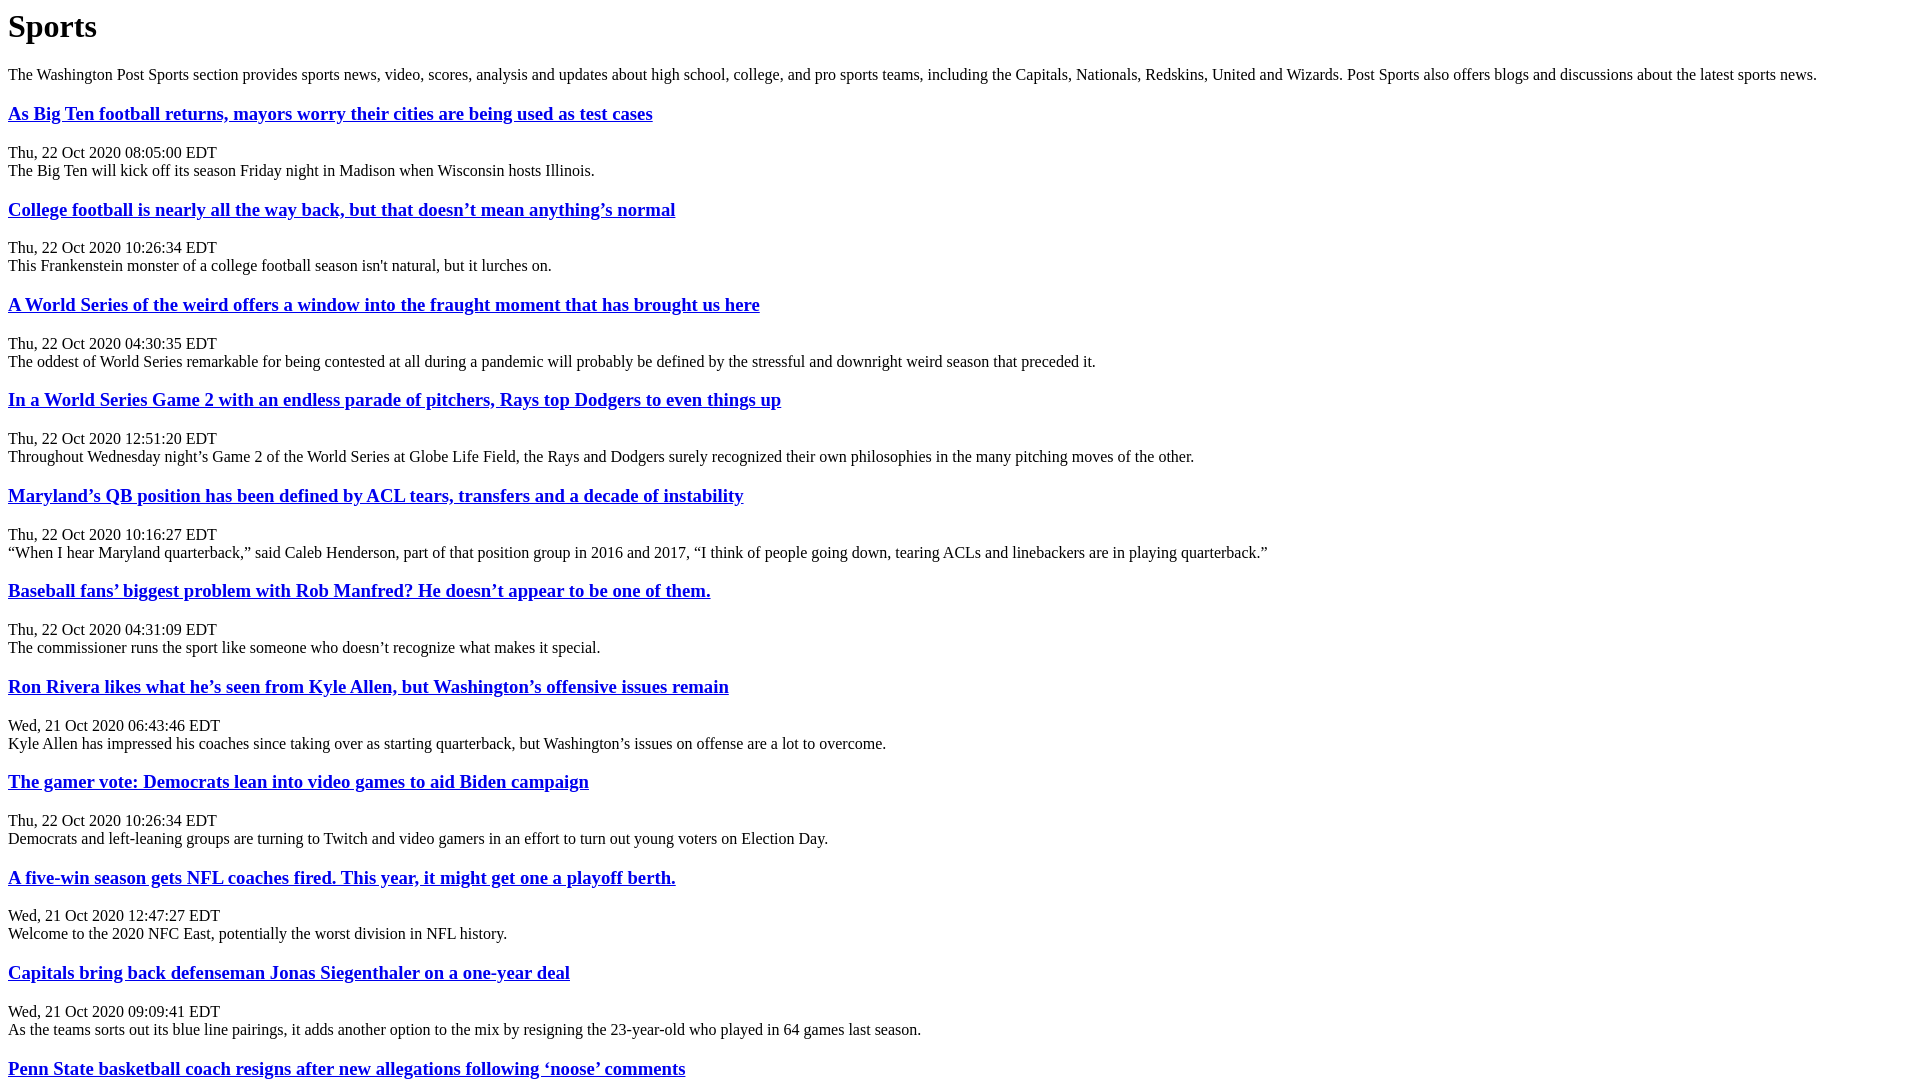 Sports
The Washington Post Sports section provides sports news, video, scores, analysis and updates about high school, college, and pro sports teams, including the Capitals, Nationals, Redskins, United and Wizards. Post Sports also offers blogs and discussions about the latest sports news.
As Big Ten football returns, mayors worry their cities are being used as test cases
Thu, 22 Oct 2020 08:05:00 EDT
The Big Ten will kick off its season Friday night in Madison when Wisconsin hosts Illinois.
College football is nearly all the way back, but that doesn’t mean anything’s normal
Thu, 22 Oct 2020 10:26:34 EDT
This Frankenstein monster of a college football season isn't natural, but it lurches on.
A World Series of the weird offers a window into the fraught moment that has brought us here
Thu, 22 Oct 2020 04:30:35 EDT
The oddest of World Series remarkable for being contested at all during a pandemic will probably be defined by the stressful and downright weird season that preceded it.
In a World Series Game 2 with an endless parade of pitchers, Rays top Dodgers to even things up
Thu, 22 Oct 2020 12:51:20 EDT
Throughout Wednesday night’s Game 2 of the World Series at Globe Life Field, the Rays and Dodgers surely recognized their own philosophies in the many pitching moves of the other.
Maryland’s QB position has been defined by ACL tears, transfers and a decade of instability
Thu, 22 Oct 2020 10:16:27 EDT
“When I hear Maryland quarterback,” said Caleb Henderson, part of that position group in 2016 and 2017, “I think of people going down, tearing ACLs and linebackers are in playing quarterback.”
Baseball fans’ biggest problem with Rob Manfred? He doesn’t appear to be one of them.
Thu, 22 Oct 2020 04:31:09 EDT
The commissioner runs the sport like someone who doesn’t recognize what makes it special.
Ron Rivera likes what he’s seen from Kyle Allen, but Washington’s offensive issues remain
Wed, 21 Oct 2020 06:43:46 EDT
Kyle Allen has impressed his coaches since taking over as starting quarterback, but Washington’s issues on offense are a lot to overcome.
The gamer vote: Democrats lean into video games to aid Biden campaign
Thu, 22 Oct 2020 10:26:34 EDT
Democrats and left-leaning groups are turning to Twitch and video gamers in an effort to turn out young voters on Election Day.
A five-win season gets NFL coaches fired. This year, it might get one a playoff berth.
Wed, 21 Oct 2020 12:47:27 EDT
Welcome to the 2020 NFC East, potentially the worst division in NFL history.
Capitals bring back defenseman Jonas Siegenthaler on a one-year deal
Wed, 21 Oct 2020 09:09:41 EDT
As the teams sorts out its blue line pairings, it adds another option to the mix by resigning the 23-year-old who played in 64 games last season.
Penn State basketball coach resigns after new allegations following ‘noose’ comments